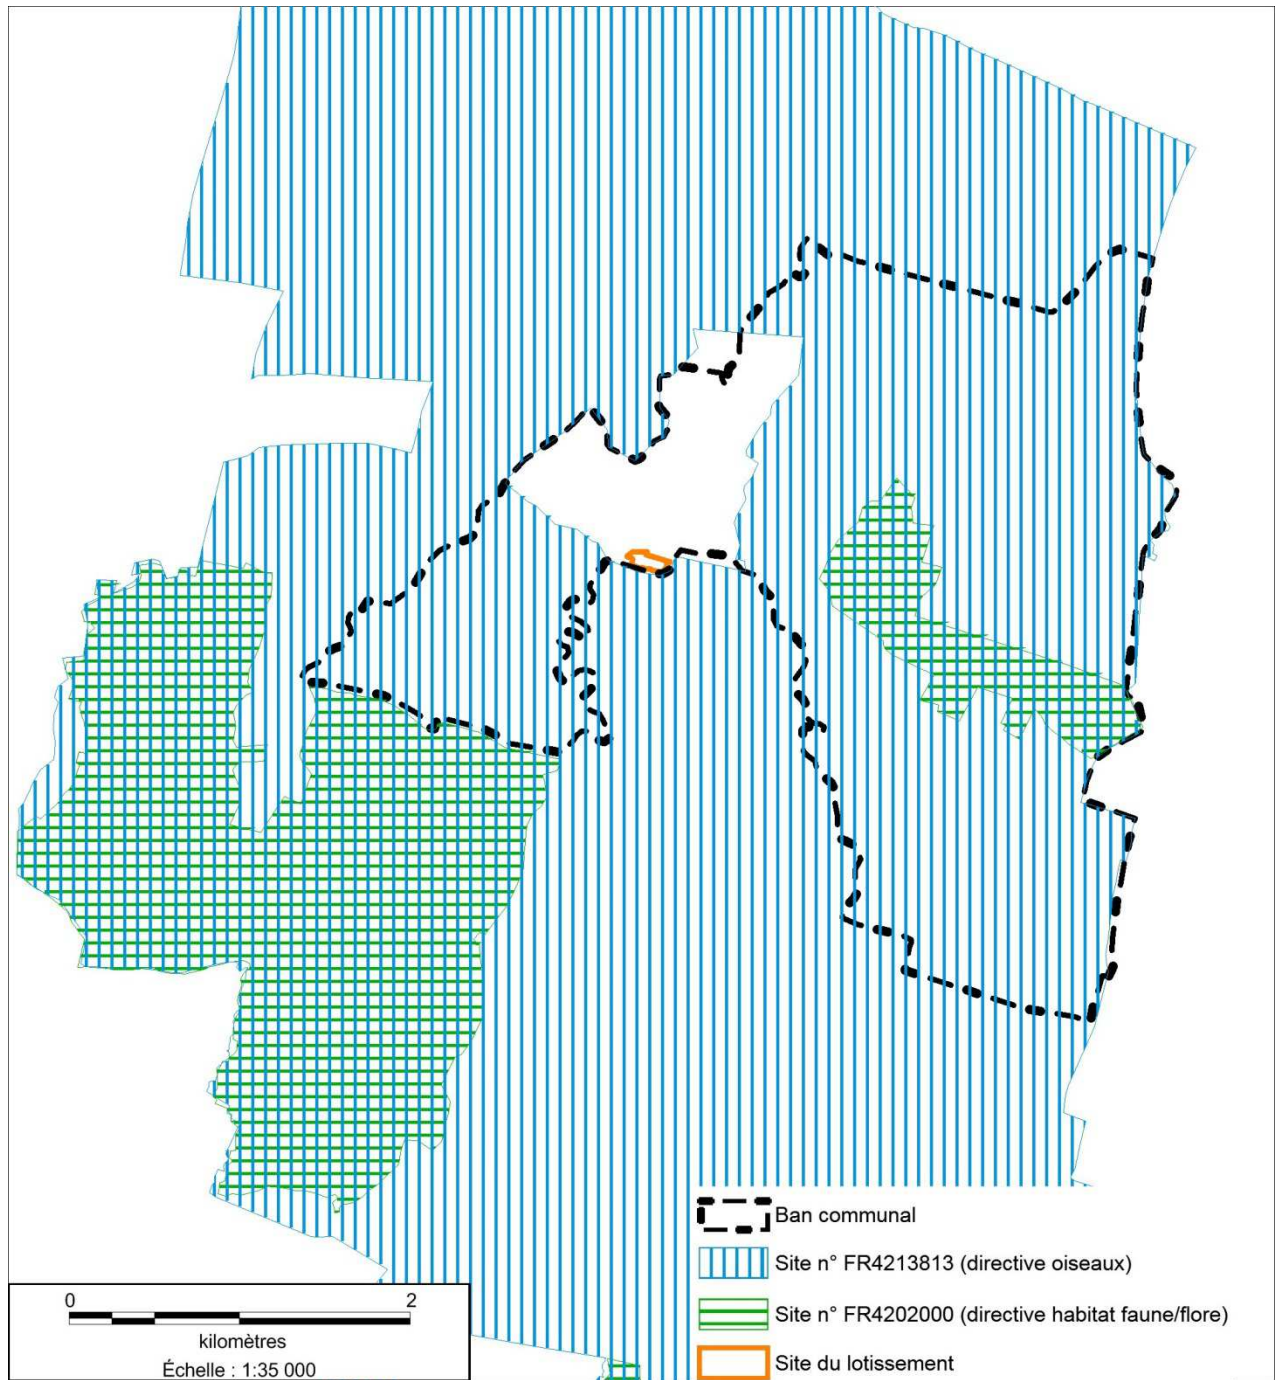 Ban communal
Site n° FR4213813 (directive oiseaux)
Site n° FR4202000 (directive habitat faune/flore)
Site du lotissement
0 2
kilomètres
Échelle : 1:35 000